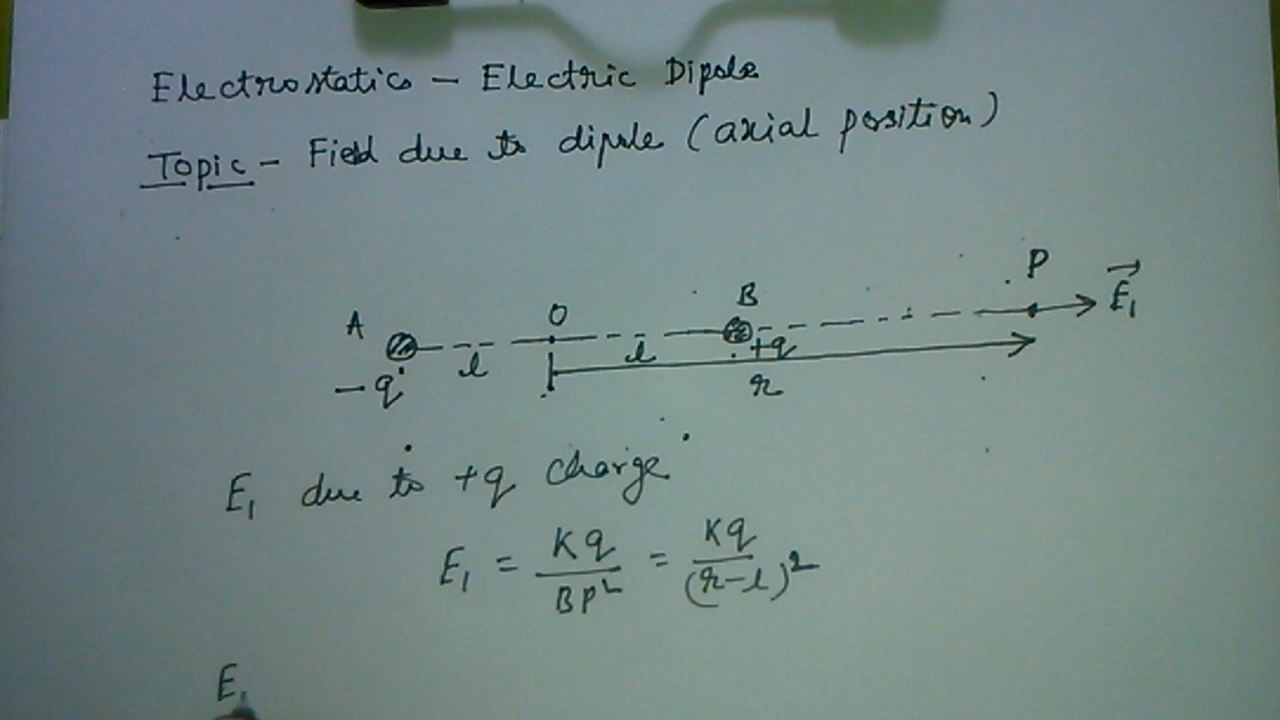 Electrostatics - Electric Dipole
Topic - Field due to dipole (axial position)
A O B P E₁
l l +q
-q r
E₁ due to +q charge
E₁ = Kq/BP² = Kq/(r-l)²
E₁